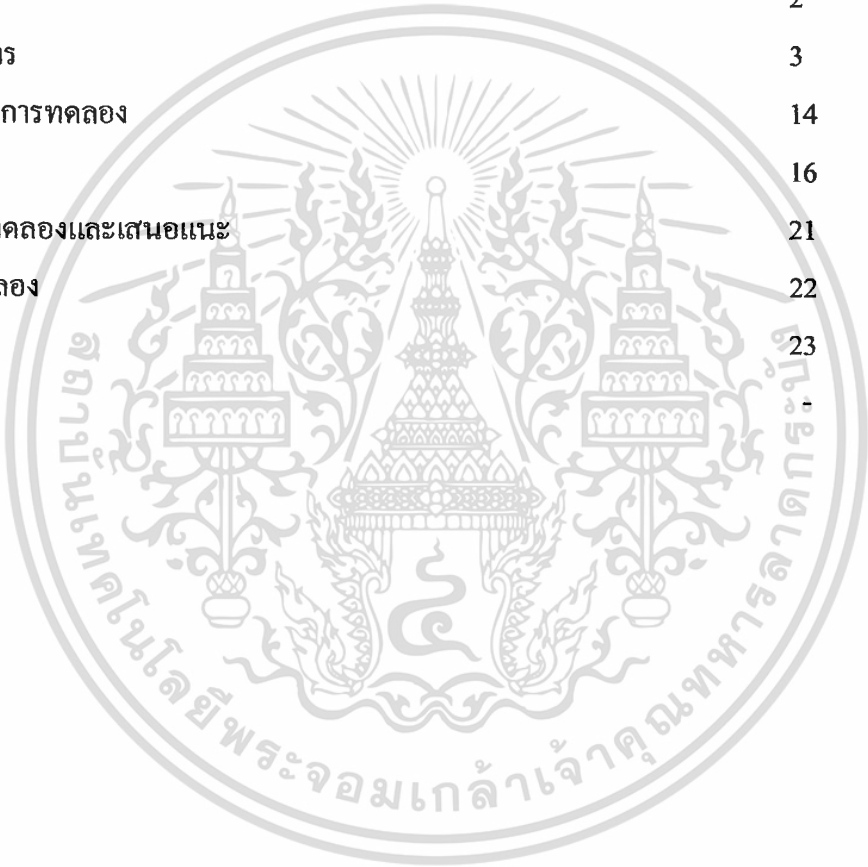 2
าร 3
การทดลอง 14
16
ทดลองและเสนอแนะ 21
ลอง 22
23
-
สถาบันเทคโนโลยีพระจอมเกล้าเจ้าคุณทหารลาดกระบัง